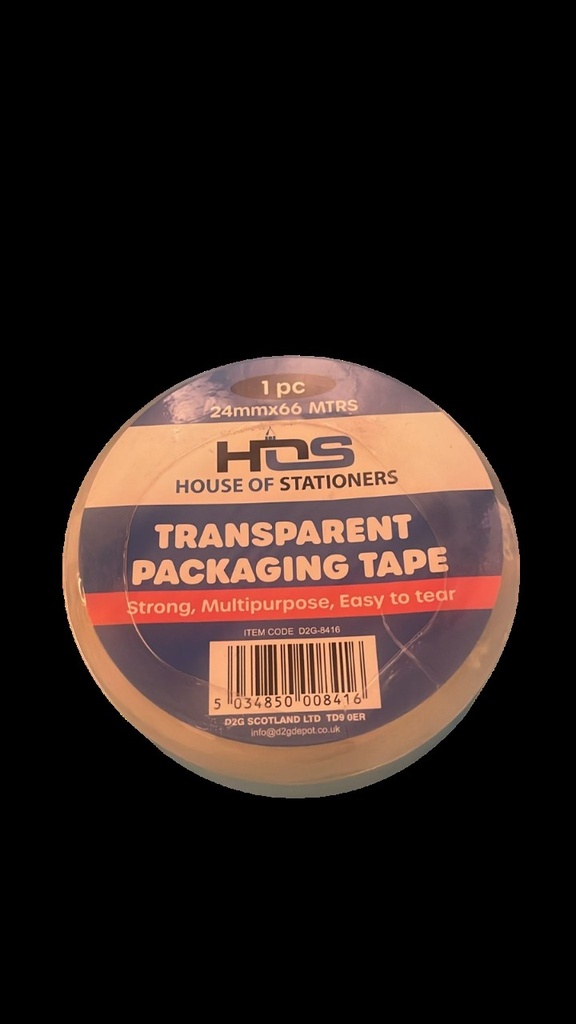 1 pc
24mmx66 MTRS
HOS
HOUSE OF STATIONERS
TRANSPARENT
PACKAGING TAPE
Strong, Multipurpose, Easy to tear
ITEM CODE D2G-8416
5 034850 008416
D2G SCOTLAND LTD TD9 0ER
info@d2gdepot.co.uk